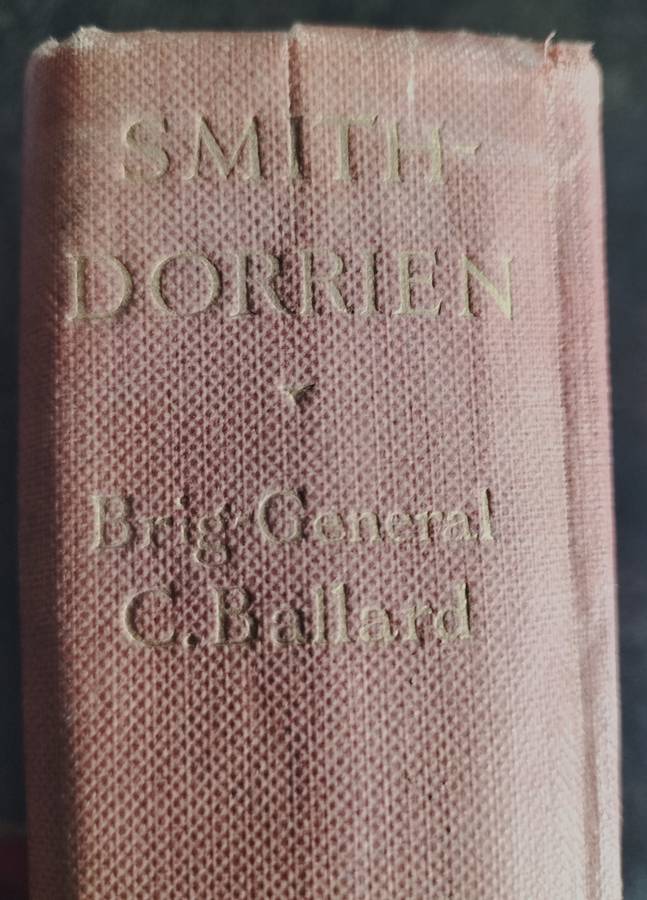 SMITH-
DORRIEN
Brig-General
C. Ballard